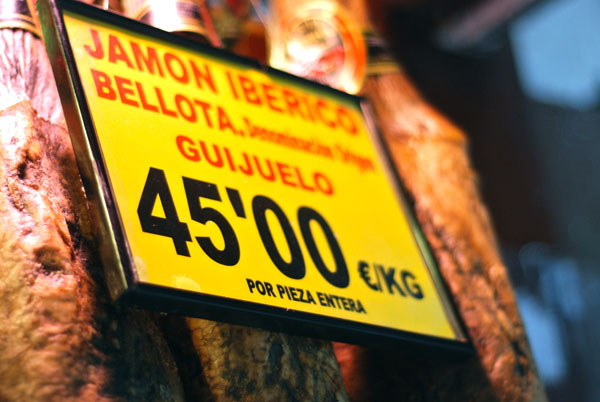 JAMON IBERICO
BELLOTA. Denominación Origen
GUIJUELO
45'00 €/KG
POR PIEZA ENTERA